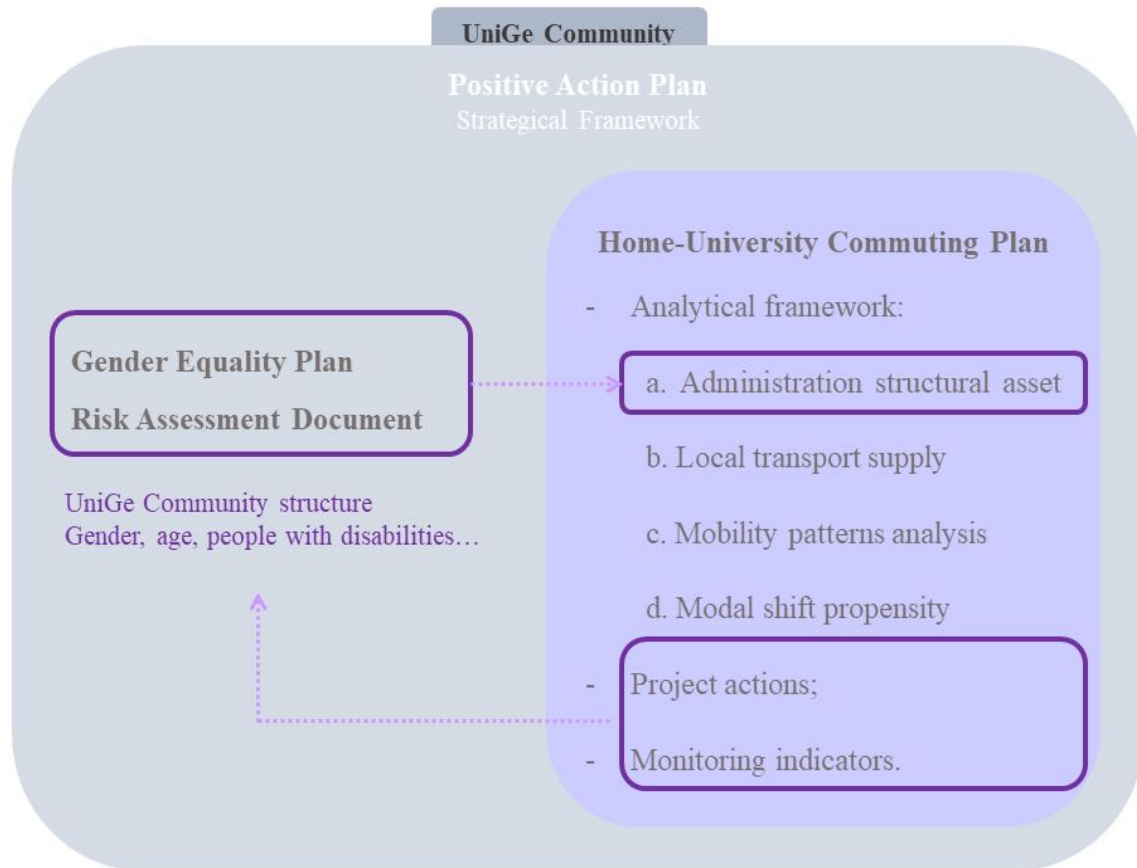 UniGe Community
Positive Action Plan
Strategical Framework
Gender Equality Plan
Risk Assessment Document
UniGe Community structure
Gender, age, people with disabilities…
Home-University Commuting Plan
- Analytical framework:
a. Administration structural asset
b. Local transport supply
c. Mobility patterns analysis
d. Modal shift propensity
- Project actions;
- Monitoring indicators.